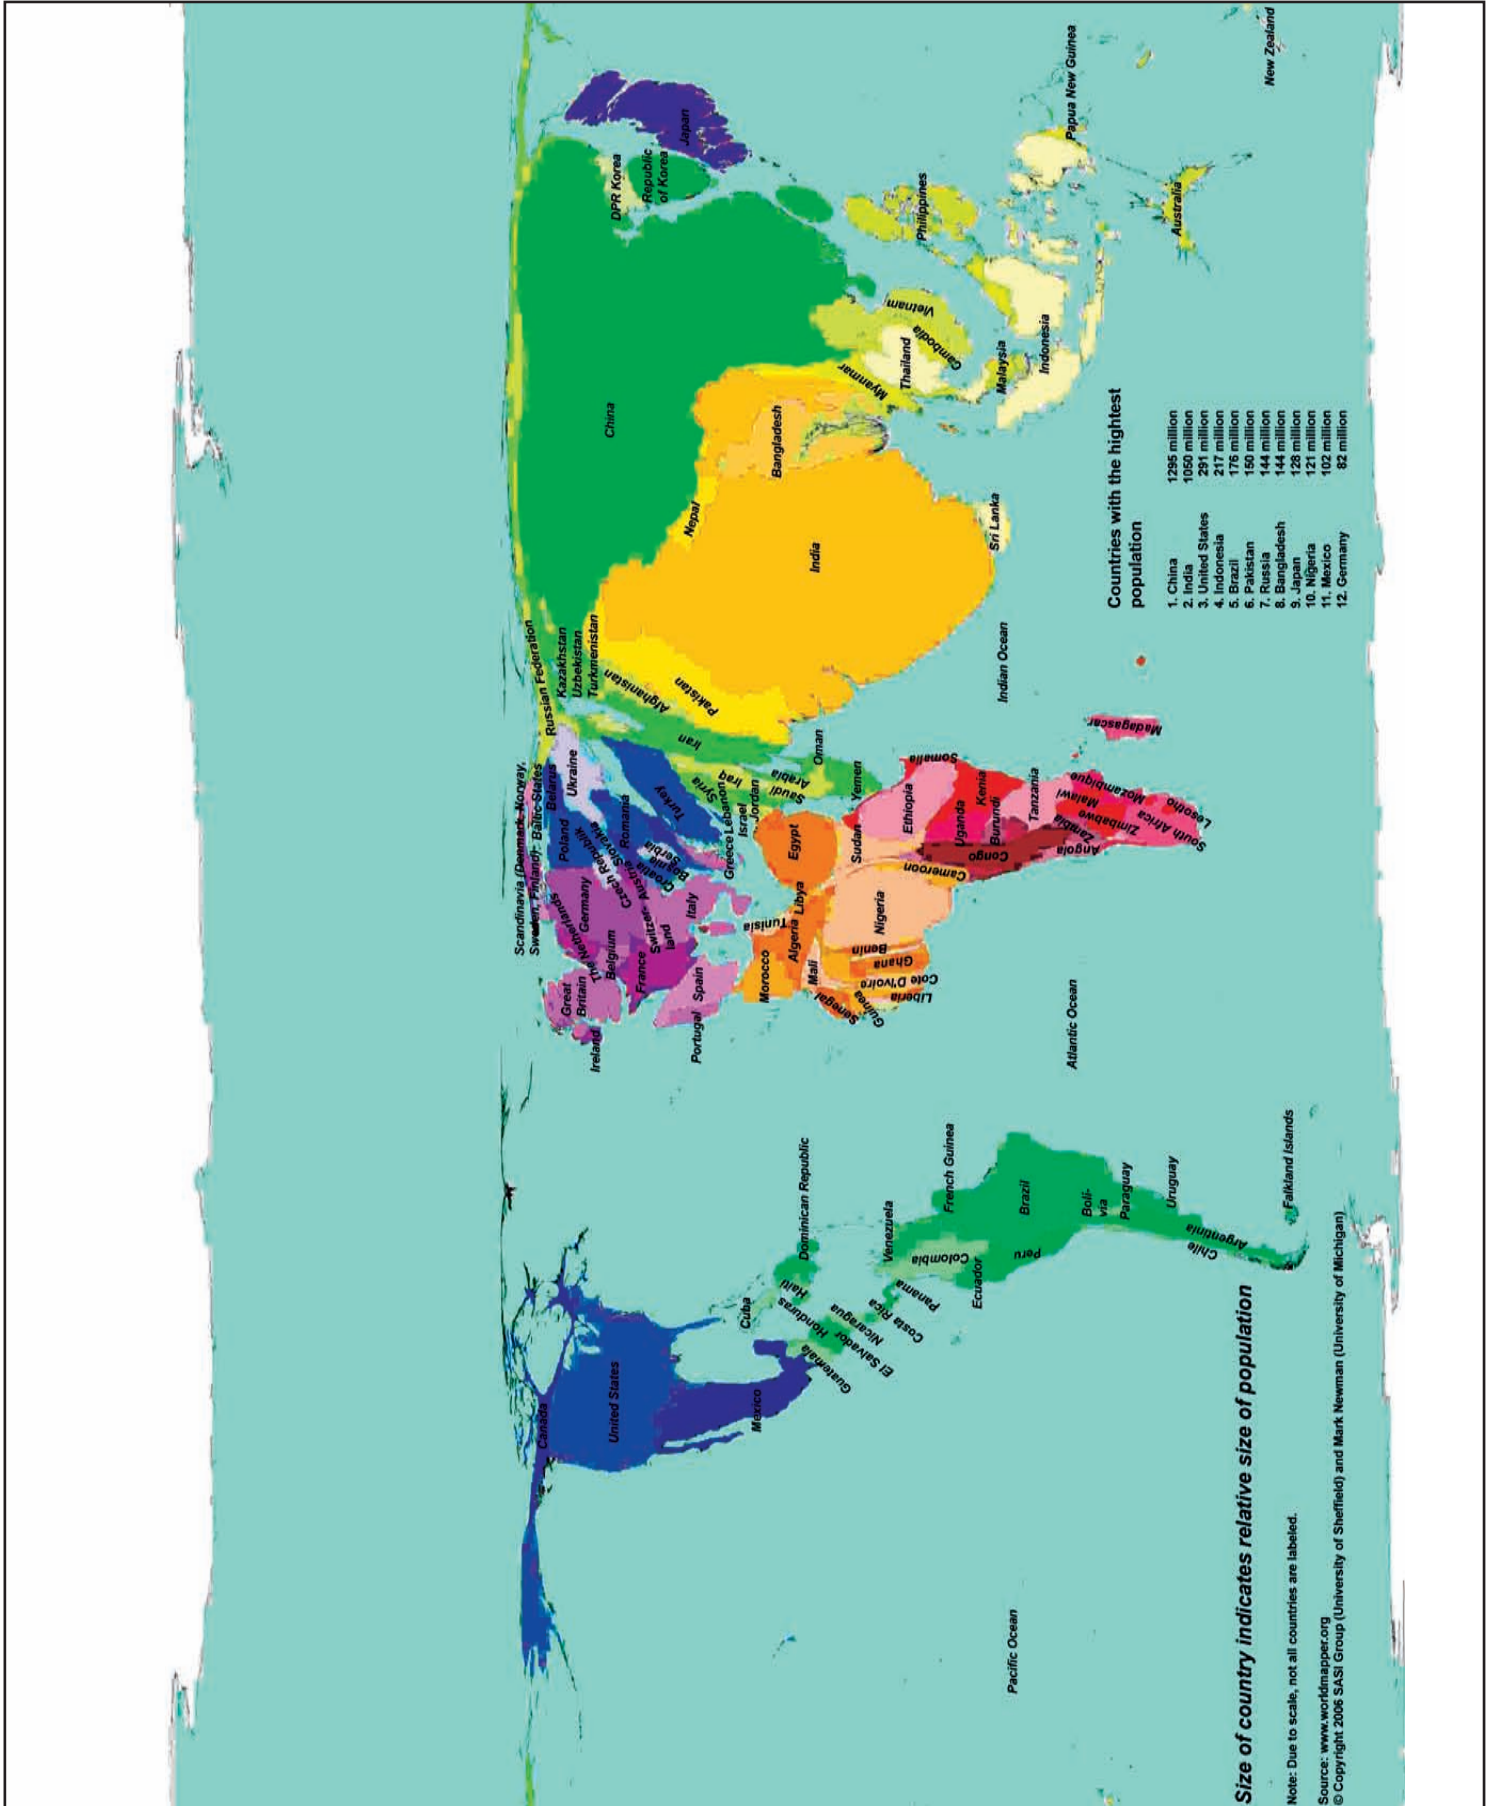 Canada
United States
Mexico
Cuba
Haiti
Dominican Republic
Guatemala
Honduras
El Salvador
Nicaragua
Costa Rica
Panama
Venezuela
Colombia
French Guinea
Ecuador
Peru
Brazil
Boli-
via
Paraguay
Uruguay
Chile
Argentinia
Falkland Islands
Pacific Ocean
Atlantic Ocean
Indian Ocean
Scandinavia (Denmark, Norway,
Sweden, Finland)- Baltic States
Ireland
Great
Britain
The Netherlands
Belgium
Germany
France
Switzer-
land
Austria
Czech Republik
Slovakia
Poland
Belarus
Ukraine
Romania
Croatia
Bosnia
Serbia
Italy
Spain
Portugal
Greece
Turkey
Russian Federation
Kazakhstan
Uzbekistan
Turkmenistan
Afghanistan
Pakistan
Iran
Iraq
Syria
Lebanon
Israel
Jordan
Saudi
Arabia
Oman
Yemen
Morocco
Algeria
Tunisia
Libya
Egypt
Mali
Senegal
Guinea
Liberia
Cote D'Ivoire
Ghana
Benin
Nigeria
Cameroon
Sudan
Ethiopia
Somalia
Uganda
Kenia
Burundi
Congo
Tanzania
Angola
Zambia
Malawi
Zimbabwe
Mozambique
South Africa
Lesotho
Madagascar
China
Nepal
India
Bangladesh
Sri Lanka
Myanmar
Thailand
Cambodia
Vietnam
Malaysia
Indonesia
Philippines
DPR Korea
Republic
of Korea
Japan
Papua New Guinea
Australia
New Zealand
Countries with the hightest
population
1. China 1295 million
2. India 1050 million
3. United States 291 million
4. Indonesia 217 million
5. Brazil 176 million
6. Pakistan 150 million
7. Russia 144 million
8. Bangladesh 144 million
9. Japan 128 million
10. Nigeria 121 million
11. Mexico 102 million
12. Germany 82 million
Size of country indicates relative size of population
Note: Due to scale, not all countries are labeled.
Source: www.worldmapper.org
© Copyright 2006 SASI Group (University of Sheffield) and Mark Newman (University of Michigan)